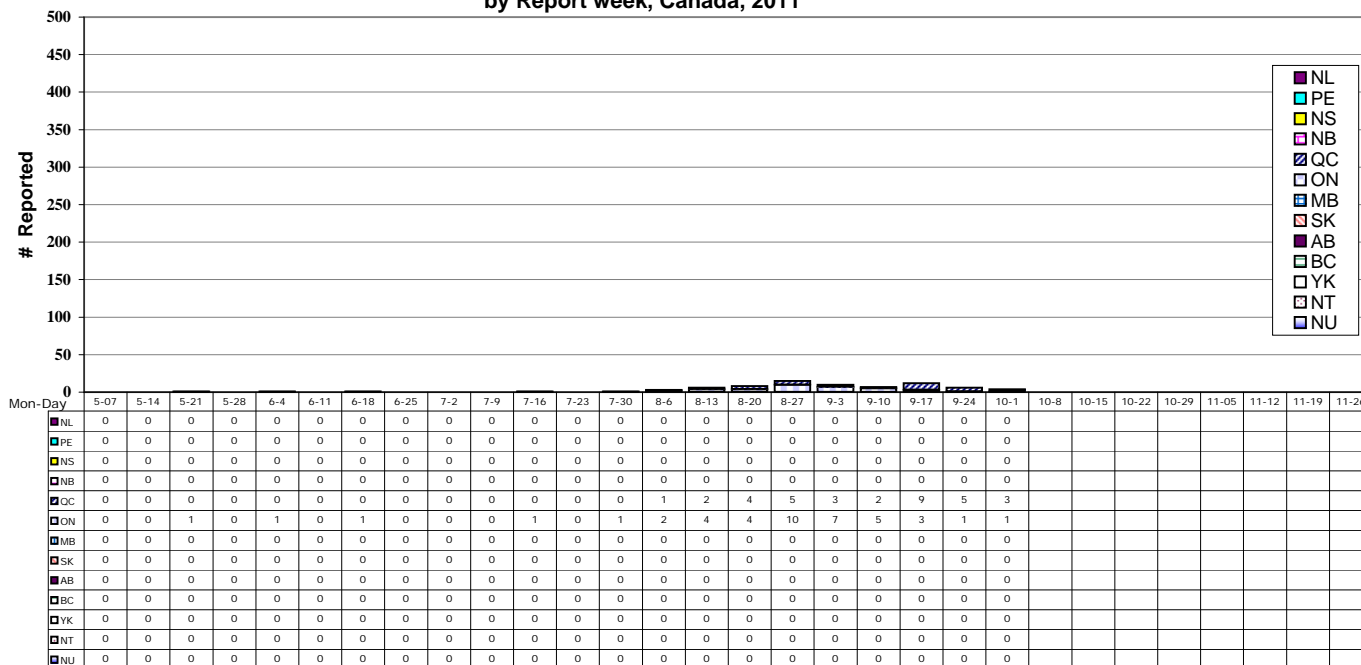 by Report week, Canada, 2011
500
450
400
350
300
250
200
150
100
50
0
# Reported
NL
PE
NS
NB
QC
ON
MB
SK
AB
BC
YK
NT
NU
Mon-Day 5-07 5-14 5-21 5-28 6-4 6-11 6-18 6-25 7-2 7-9 7-16 7-23 7-30 8-6 8-13 8-20 8-27 9-3 9-10 9-17 9-24 10-1 10-8 10-15 10-22 10-29 11-05 11-12 11-19 11-26
NL 0 0 0 0 0 0 0 0 0 0 0 0 0 0 0 0 0 0 0 0 0 0
PE 0 0 0 0 0 0 0 0 0 0 0 0 0 0 0 0 0 0 0 0 0 0
NS 0 0 0 0 0 0 0 0 0 0 0 0 0 0 0 0 0 0 0 0 0 0
NB 0 0 0 0 0 0 0 0 0 0 0 0 0 0 0 0 0 0 0 0 0 0
QC 0 0 0 0 0 0 0 0 0 0 0 0 0 1 2 4 5 3 2 9 5 3
ON 0 0 1 0 1 0 1 0 0 0 1 0 1 2 4 4 10 7 5 3 1 1
MB 0 0 0 0 0 0 0 0 0 0 0 0 0 0 0 0 0 0 0 0 0 0
SK 0 0 0 0 0 0 0 0 0 0 0 0 0 0 0 0 0 0 0 0 0 0
AB 0 0 0 0 0 0 0 0 0 0 0 0 0 0 0 0 0 0 0 0 0 0
BC 0 0 0 0 0 0 0 0 0 0 0 0 0 0 0 0 0 0 0 0 0 0
YK 0 0 0 0 0 0 0 0 0 0 0 0 0 0 0 0 0 0 0 0 0 0
NT 0 0 0 0 0 0 0 0 0 0 0 0 0 0 0 0 0 0 0 0 0 0
NU 0 0 0 0 0 0 0 0 0 0 0 0 0 0 0 0 0 0 0 0 0 0